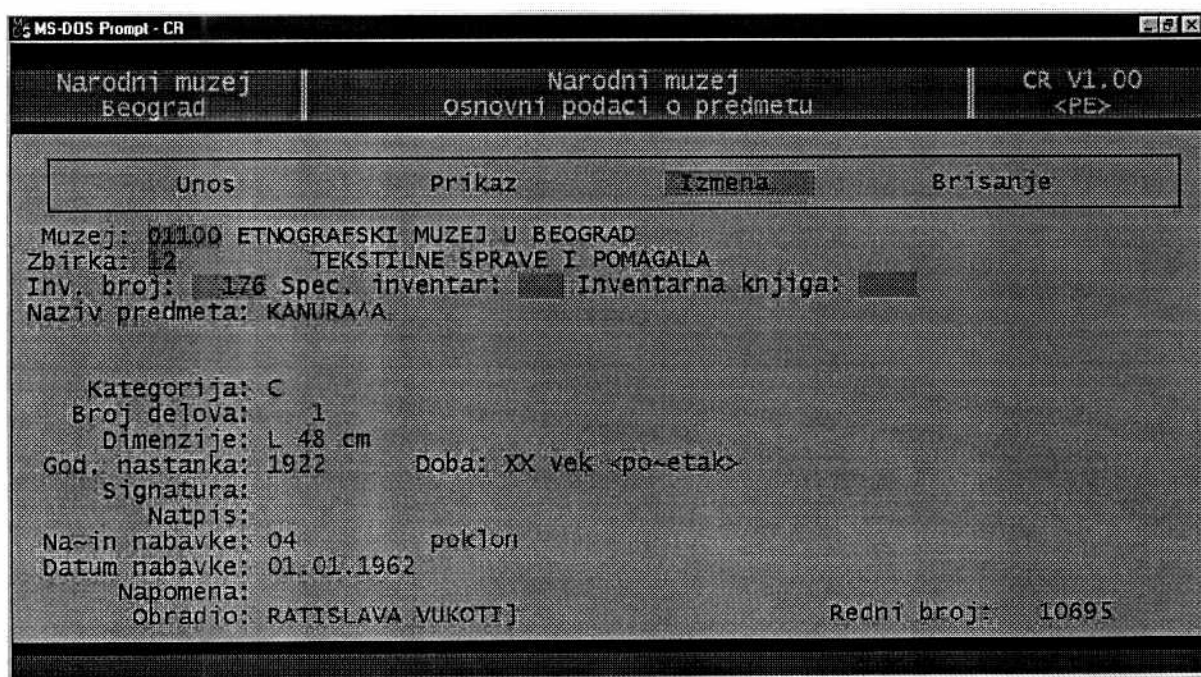 MS-DOS Prompt - CR
Narodni muzej Narodni muzej CR V1.00
Beograd Osnovni podaci o predmetu <PE>
Unos Prikaz Izmena Brisanje
Muzej: 01100 ETNOGRAFSKI MUZEJ U BEOGRAD
Zbirka: 12 TEKSTILNE SPRAVE I POMAGALA
Inv. broj: 176 Spec. inventar: Inventarna knjiga:
Naziv predmeta: KANURA^A
Kategorija: C
Broj delova: 1
Dimenzije: L 48 cm
God. nastanka: 1922 Doba: XX vek <po~etak>
Signatura:
Natpis:
Na~in nabavke: 04 poklon
Datum nabavke: 01.01.1962
Napomena:
Obradio: RATISLAVA VUKOTI] Redni broj: 10695